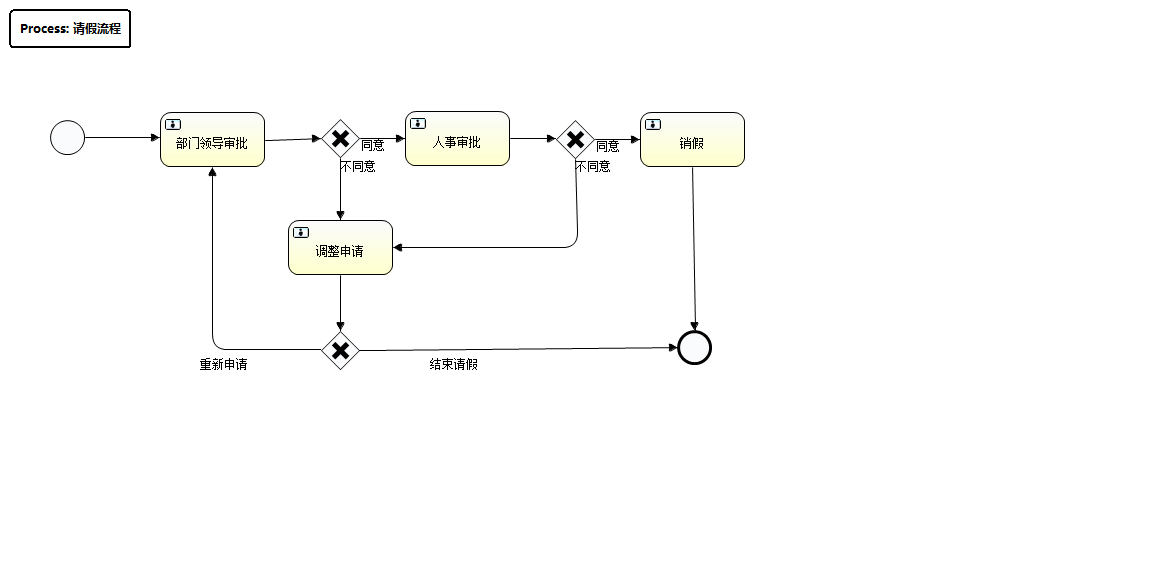 Process: 请假流程
部门领导审批
同意
不同意
人事审批
同意
不同意
销假
调整申请
重新申请
结束请假